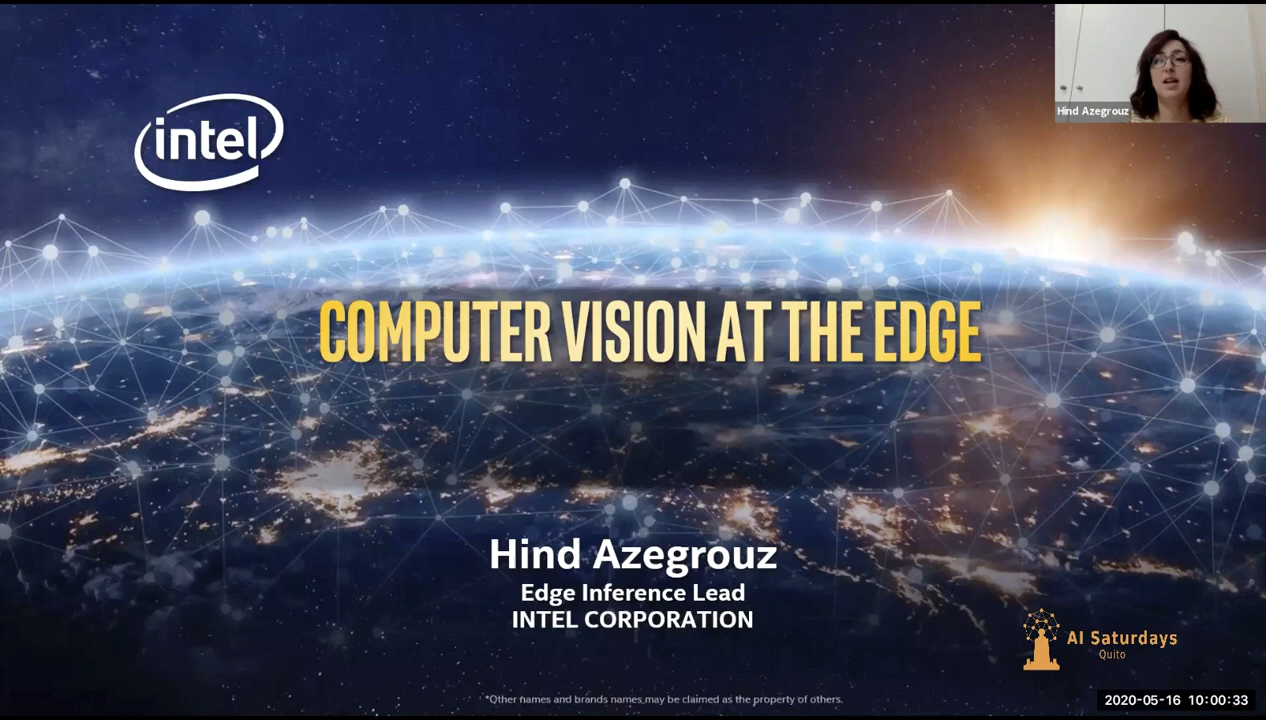 intel
Hind Azegrouz
COMPUTER VISION AT THE EDGE
Hind Azegrouz
Edge Inference Lead
INTEL CORPORATION
AI Saturdays
Quito
*Other names and brands names may be claimed as the property of others.
2020-05-16 10:00:33